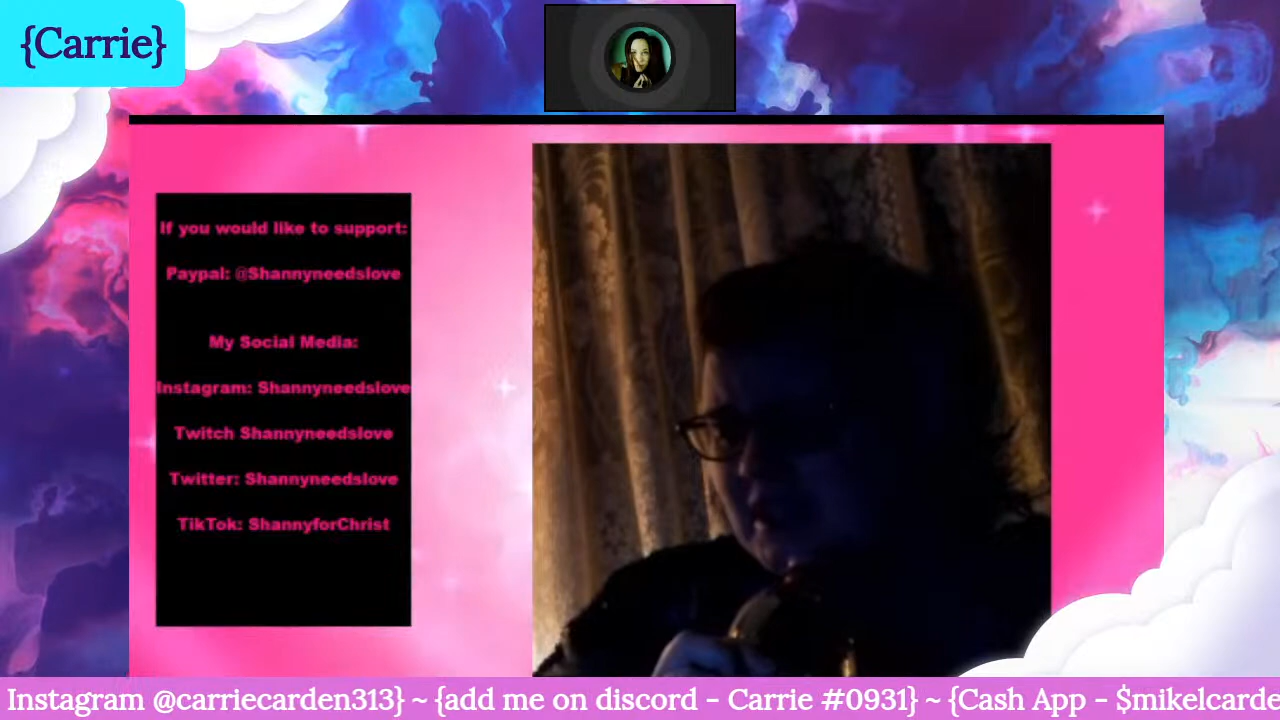 {Carrie}
If you would like to support:
Paypal: @Shannyneedslove
My Social Media:
Instagram: Shannyneedslove
Twitch Shannyneedslove
Twitter: Shannyneedslove
TikTok: ShannyforChrist
Instagram @carriecarden313} ~ {add me on discord - Carrie #0931} ~ {Cash App - $mikelcarde